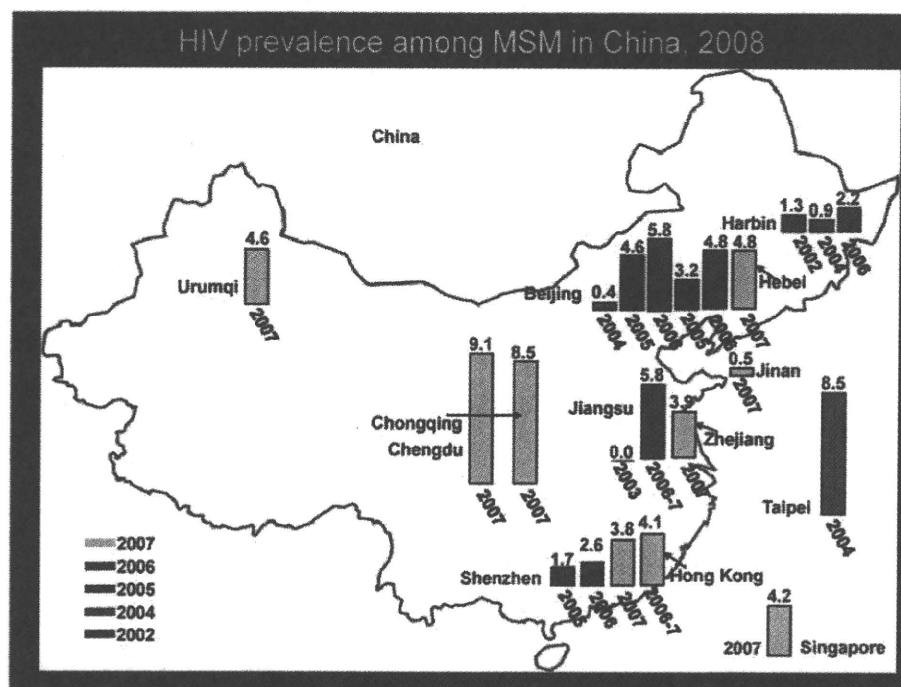 HIV prevalence among MSM in China, 2008
China
1.3 0.9 2.2
Harbin
2002 2004 2006
4.6
Urumqi
2007
0.4 4.6 5.8 3.2 4.8 4.8
Beijing
Hebei
2004 2005 2005 2007
0.5
Jinan
2007
9.1 8.5
Chongqing
Chengdu
2007 2007
5.8 3.9
Jiangsu
Zhejiang
0.0
2003 2006-7
8.5
Taipei
2004
1.7 2.6 3.8 4.1
Shenzhen
Hong Kong
2005 2006 2007 2006-7
4.2
2007
Singapore
2007
2006
2005
2004
2002